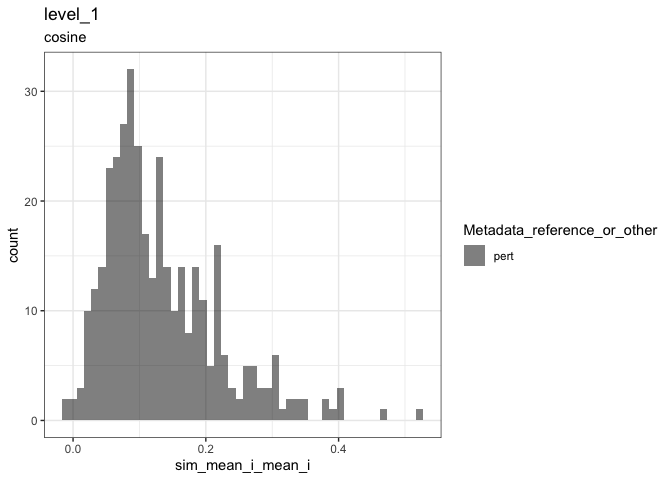 level_1
cosine
30
20
10
0
count
0.0
0.2
0.4
sim_mean_i_mean_i
Metadata_reference_or_other
pert